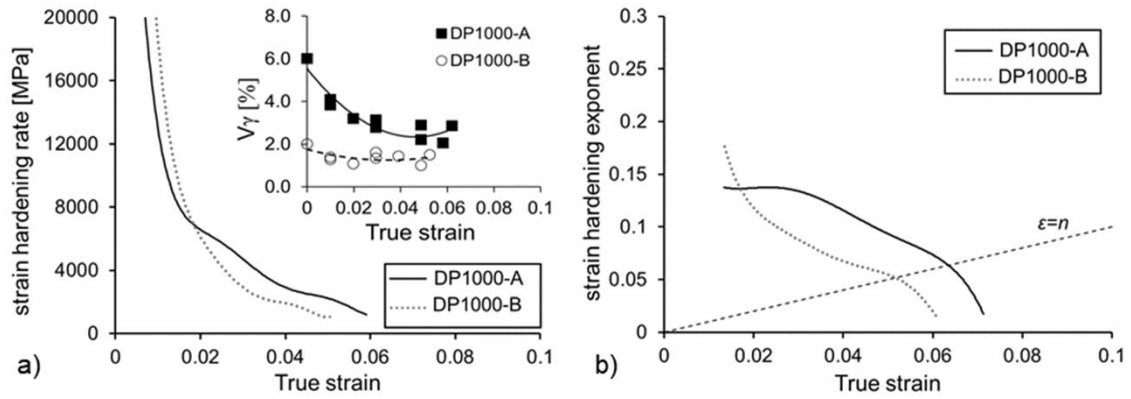 20000
16000
12000
8000
4000
0
strain hardening rate [MPa]
0
0.02
0.04
0.06
0.08
0.1
True strain
a)
DP1000-A
DP1000-B
8.0
6.0
4.0
2.0
0.0
Vγ [%]
0
0.02
0.04
0.06
0.08
0.1
True strain
DP1000-A
DP1000-B
0.3
0.25
0.2
0.15
0.1
0.05
0
strain hardening exponent
0
0.02
0.04
0.06
0.08
0.1
True strain
b)
DP1000-A
DP1000-B
ε=n